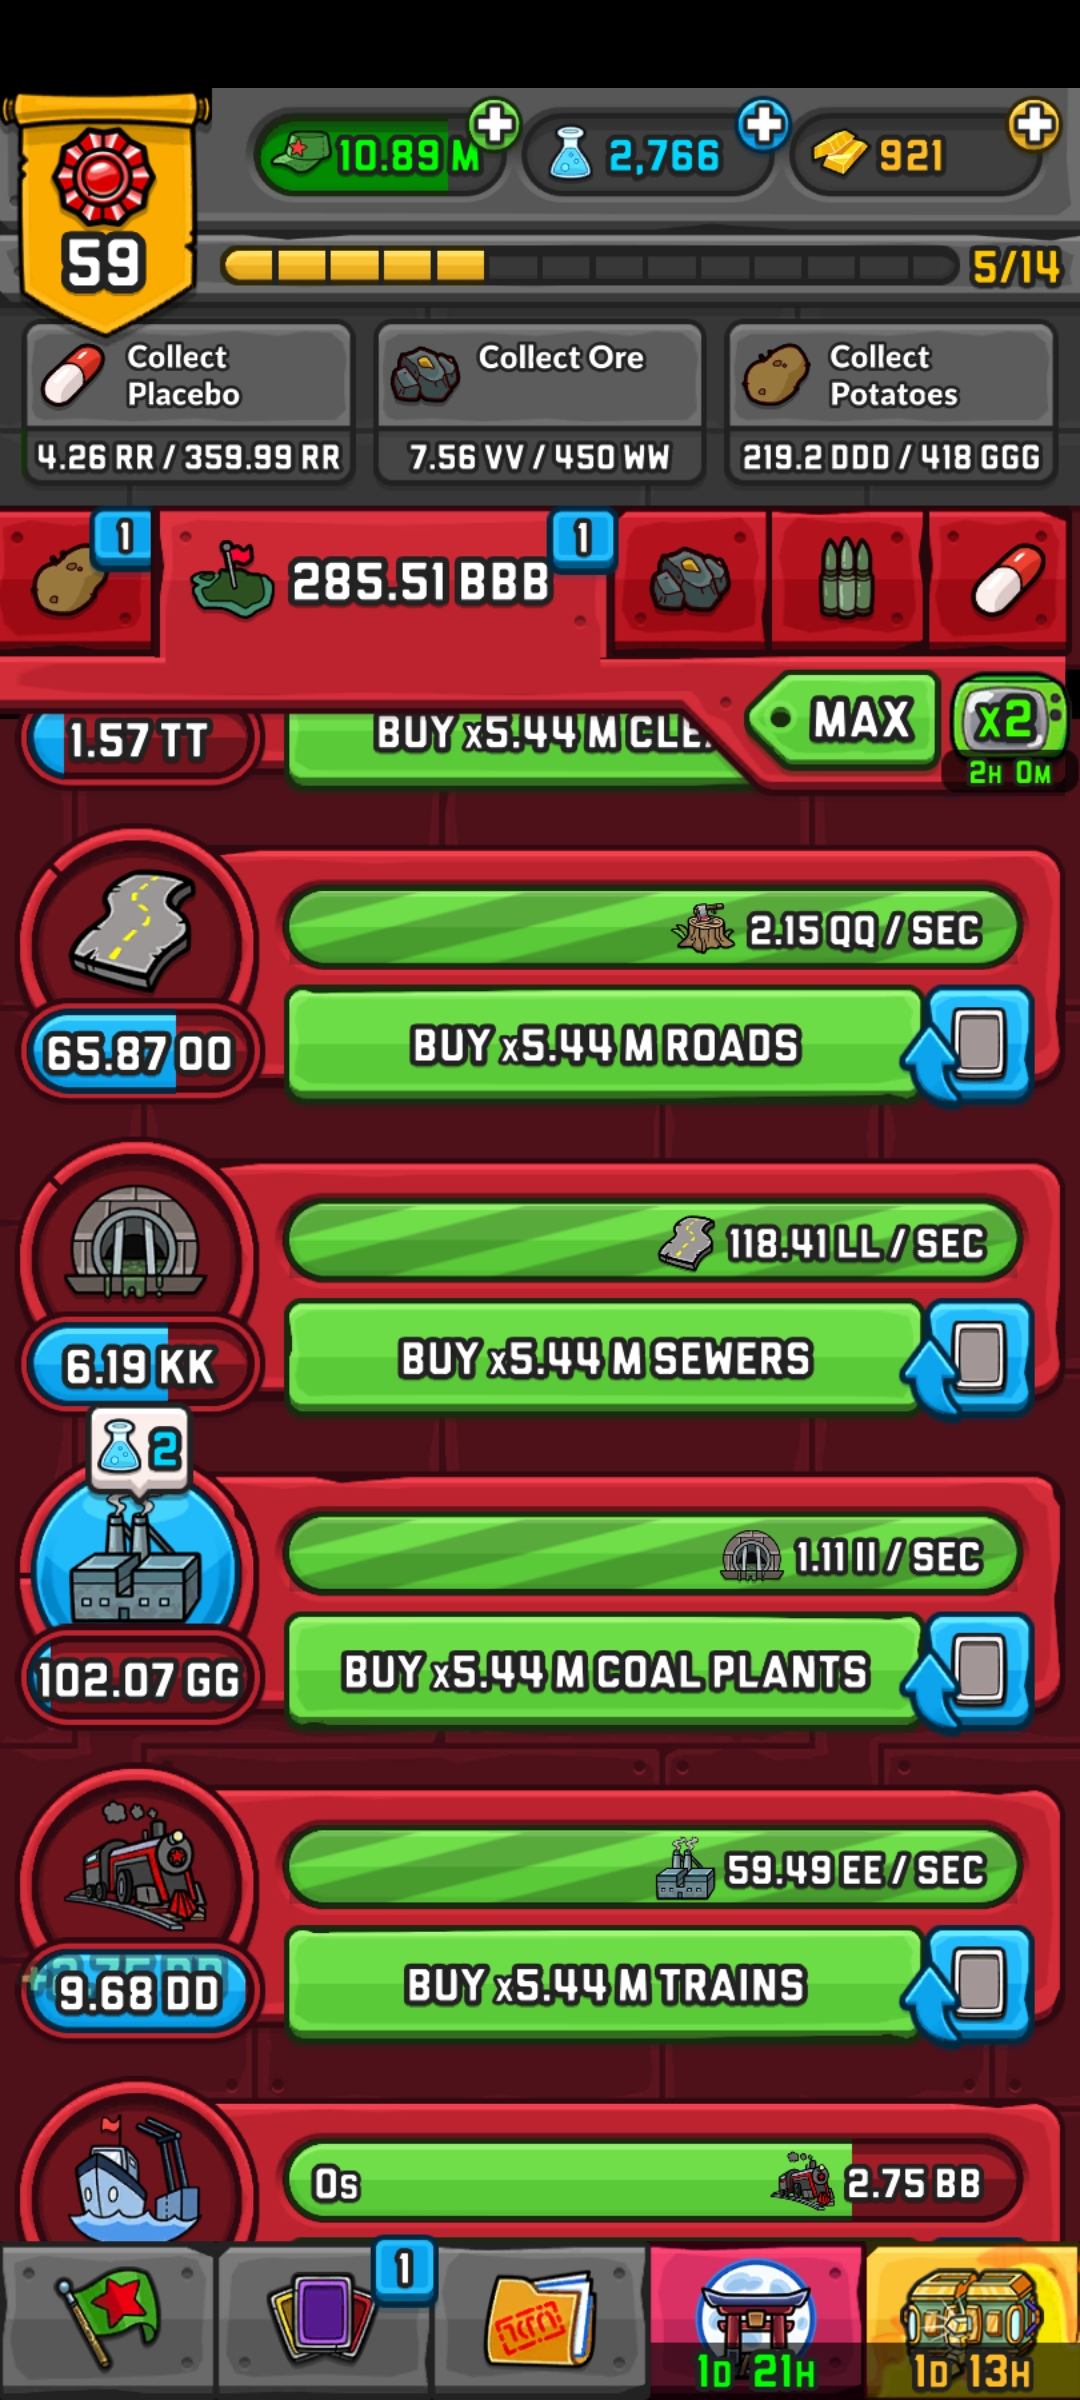 59
10.89 M
2,766
921
5/14
Collect
Placebo
4.26 RR / 359.99 RR
Collect Ore
7.56 VV / 450 WW
Collect
Potatoes
219.2 DDD / 418 GGG
1
285.51 BBB
1
MAX
x2
2H 0M
1.57 TT
BUY x5.44 M
2.15 QQ / SEC
65.87 OO
BUY x5.44 M ROADS
118.41 LL / SEC
6.19 KK
BUY x5.44 M SEWERS
2
1.11 II / SEC
102.07 GG
BUY x5.44 M COAL PLANTS
59.49 EE / SEC
9.68 DD
BUY x5.44 M TRAINS
0s
2.75 BB
1
1D 21H
1D 13H